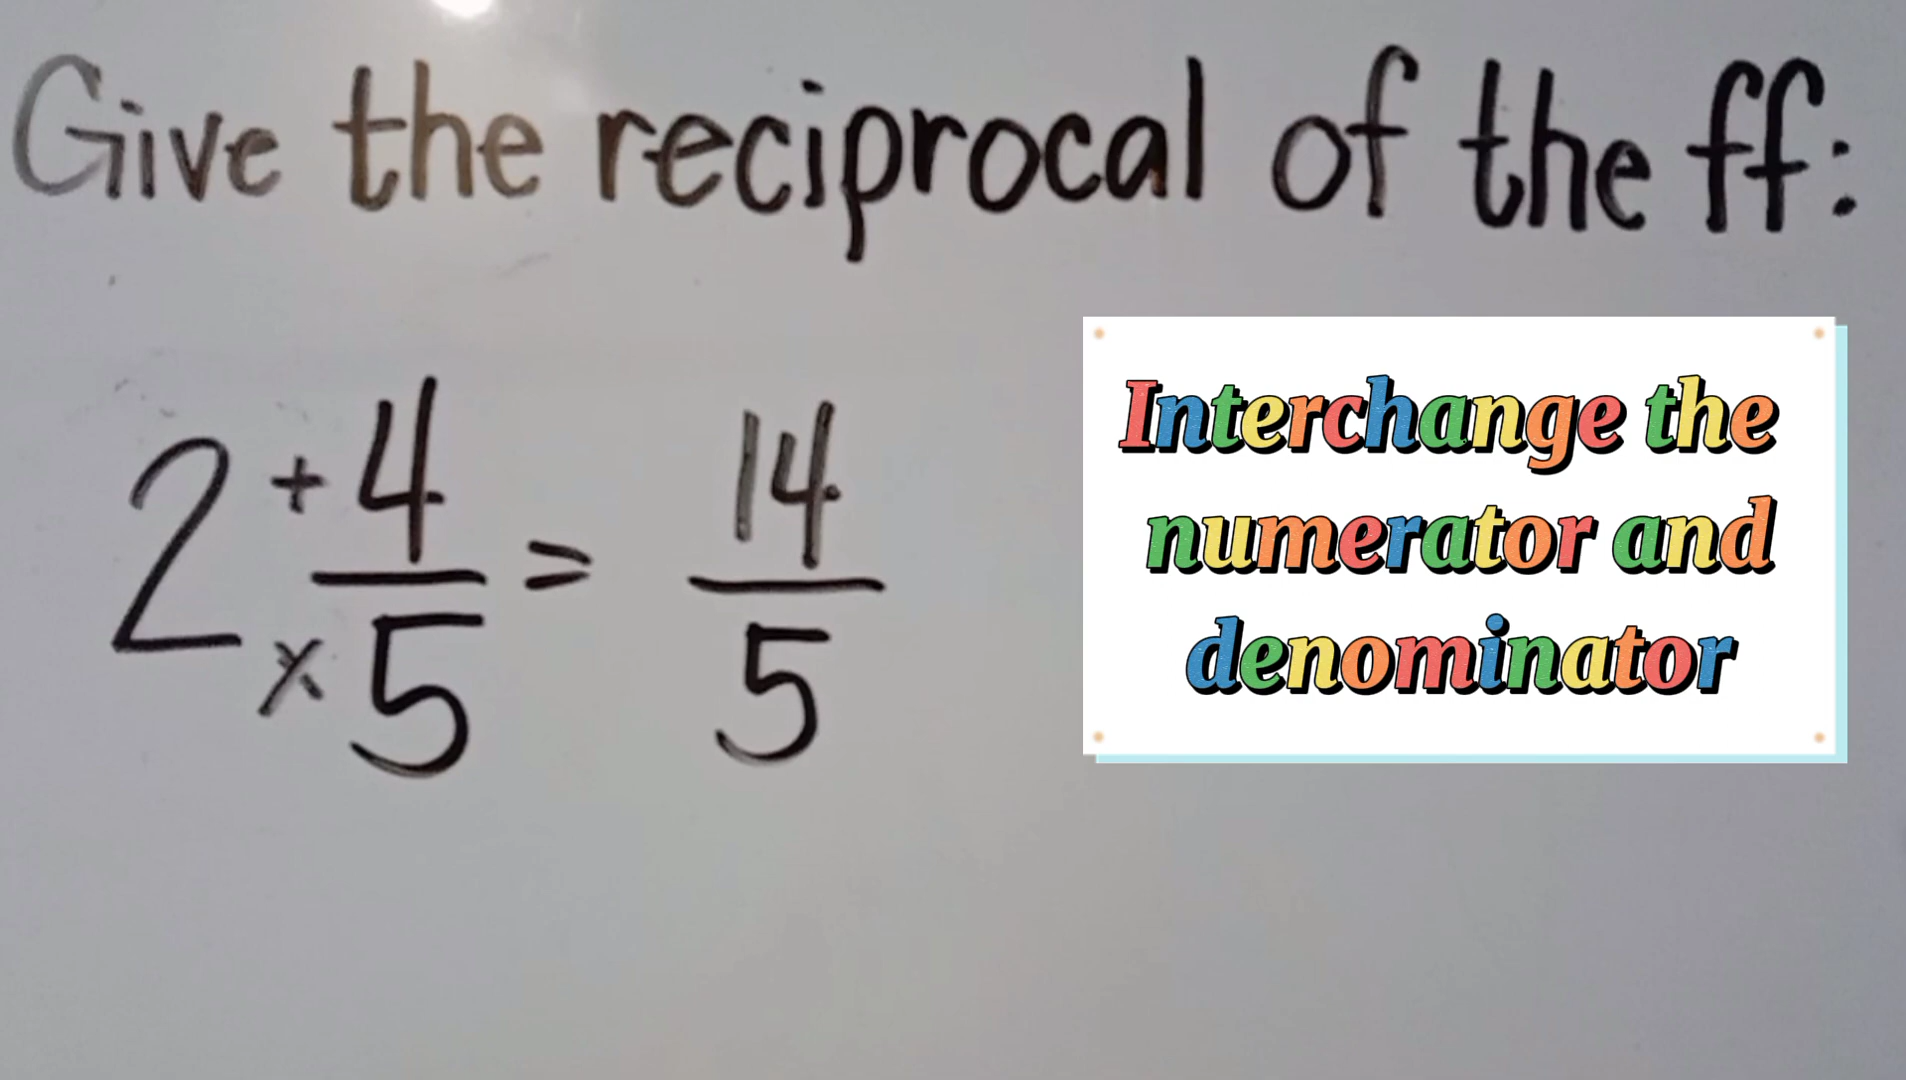 Give the reciprocal of the ff:
2 + 4 / × 5 = 14 / 5
Interchange the
numerator and
denominator